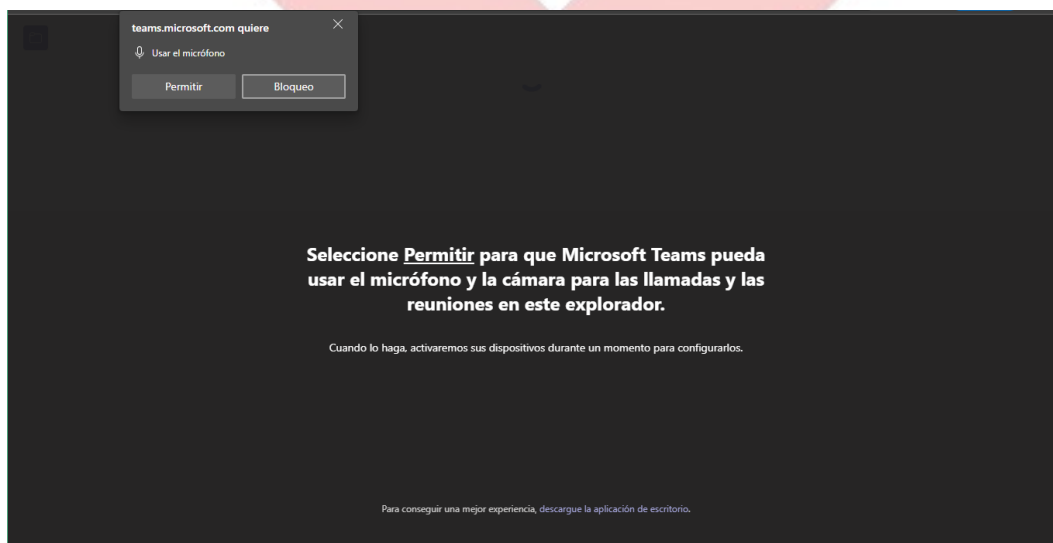 teams.microsoft.com quiere
Usar el micrófono
Permitir
Bloqueo
Seleccione Permitir para que Microsoft Teams pueda
usar el micrófono y la cámara para las llamadas y las
reuniones en este explorador.
Cuando lo haga, activaremos sus dispositivos durante un momento para configurarlos.
Para conseguir una mejor experiencia, descargue la aplicación de escritorio.